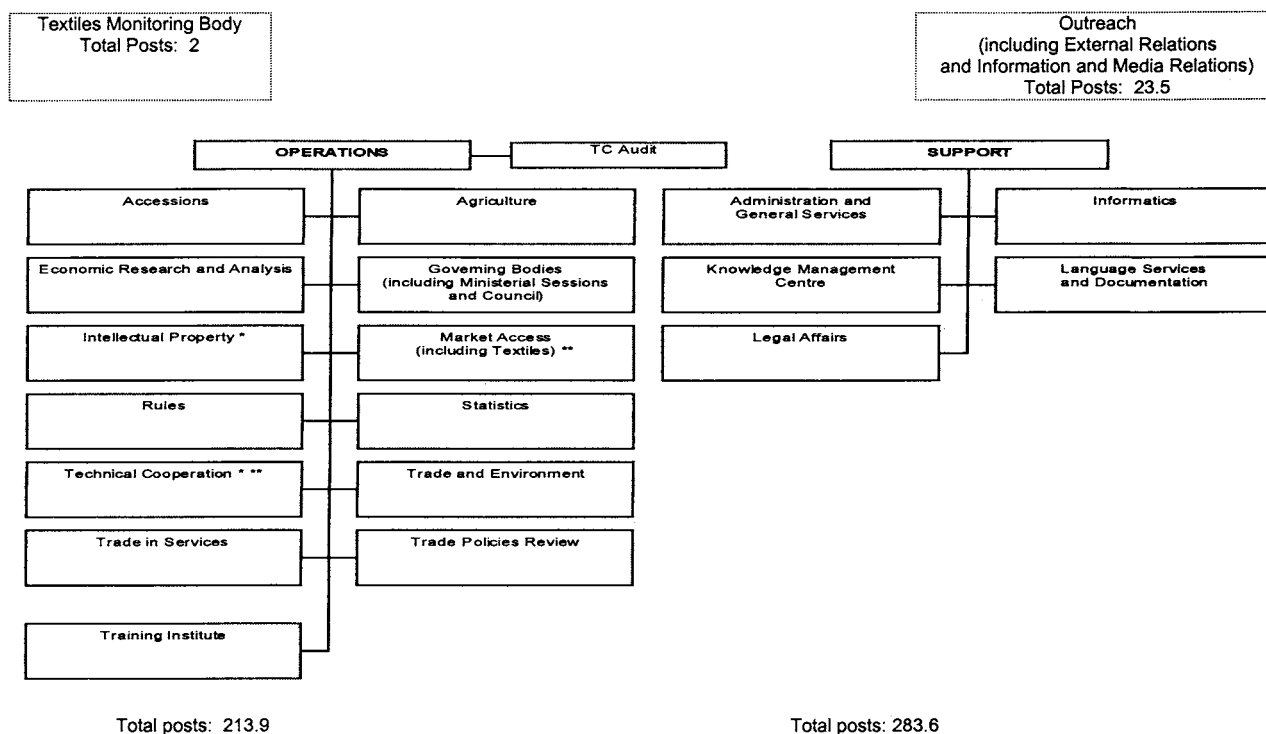 Textiles Monitoring Body
Total Posts: 2
Outreach
(including External Relations
and Information and Media Relations)
Total Posts: 23.5
OPERATIONS
TC Audit
SUPPORT
Accessions
Agriculture
Administration and
General Services
Informatics
Economic Research and Analysis
Governing Bodies
(including Ministerial Sessions
and Council)
Knowledge Management
Centre
Language Services
and Documentation
Intellectual Property *
Market Access
(including Textiles) **
Legal Affairs
Rules
Statistics
Technical Cooperation * **
Trade and Environment
Trade in Services
Trade Policies Review
Training Institute
Total posts: 213.9
Total posts: 283.6